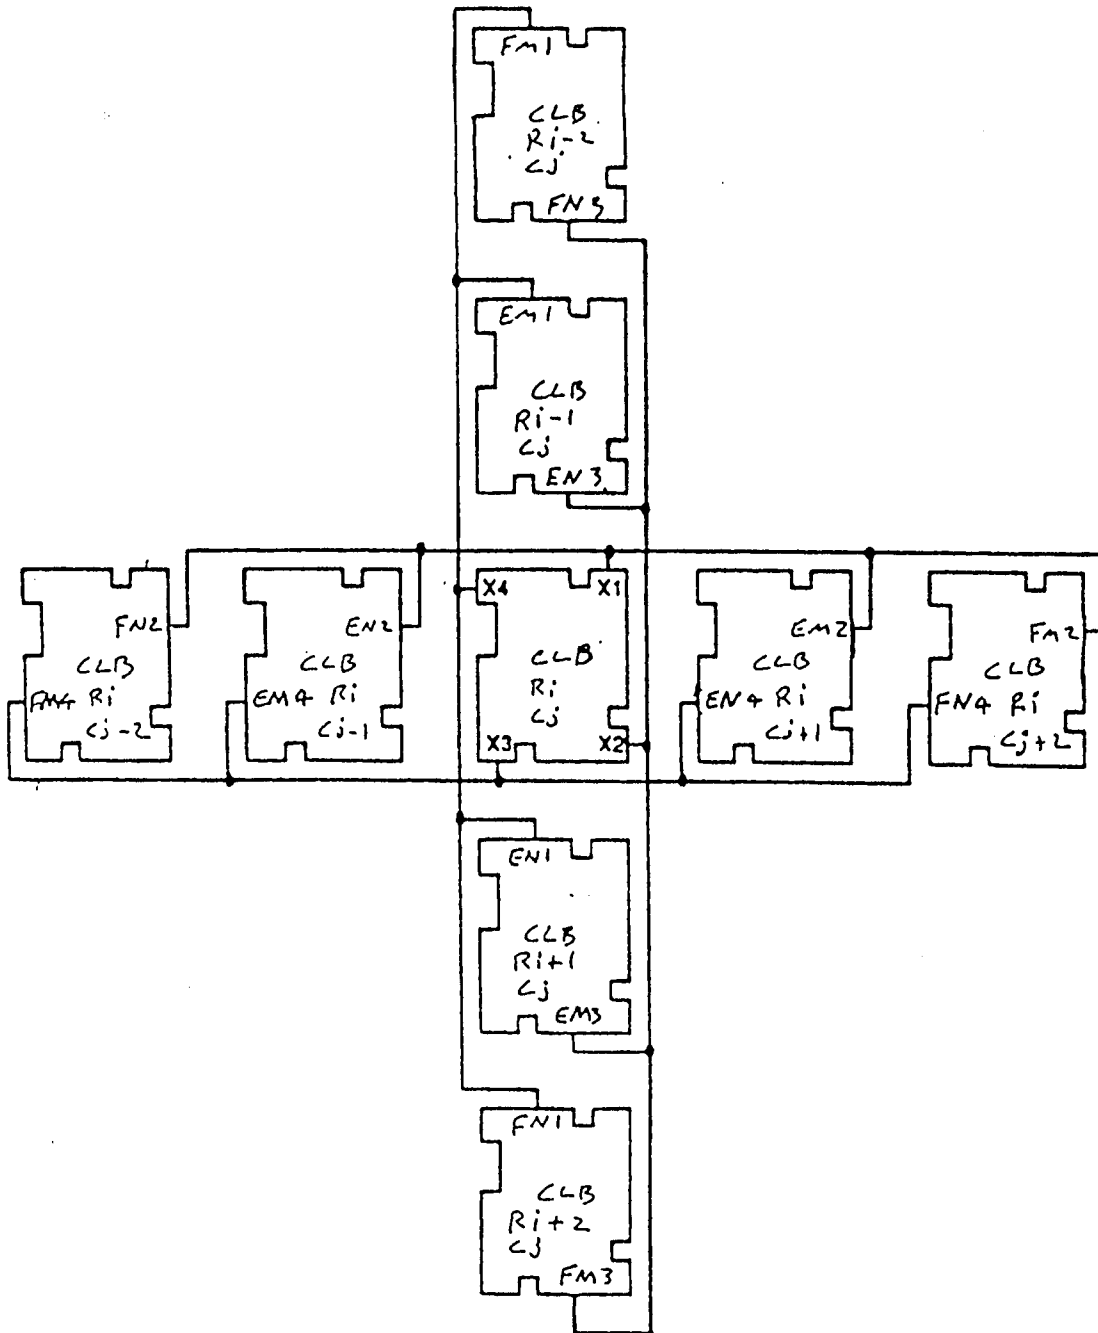 FM1
CLB
Ri-2
Cj
FN3
EM1
CLB
Ri-1
Cj
EN3
FN2
CLB
FM4 Ri
Cj-2
EN2
CLB
EM4 Ri
Cj-1
X4 X1
CLB
Ri
Cj
X3 X2
EM2
CLB
EN4 Ri
Cj+1
FM2
CLB
FN4 Ri
Cj+2
EN1
CLB
Ri+1
Cj
EM3
FN1
CLB
Ri+2
Cj
FM3